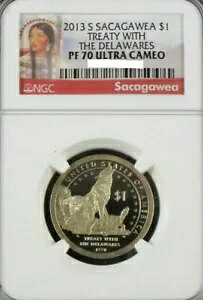 2013 S SACAGAWEA $1
TREATY WITH
THE DELAWARES
PF 70 ULTRA CAMEO
NGC
Sacagawea
UNITED STATES OF AMERICA
$1
TREATY WITH
THE DELAWARES
1778